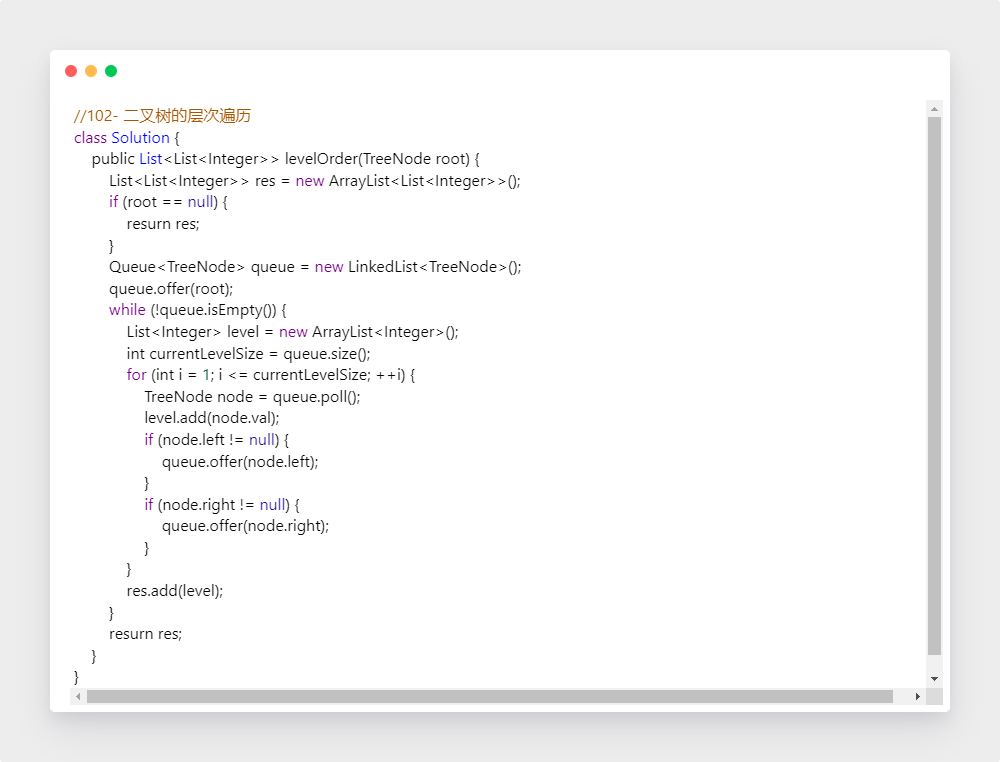 //102- 二叉树的层次遍历
class Solution {
    public List<List<Integer>> levelOrder(TreeNode root) {
        List<List<Integer>> res = new ArrayList<List<Integer>>();
        if (root == null) {
            resurn res;
        }
        Queue<TreeNode> queue = new LinkedList<TreeNode>();
        queue.offer(root);
        while (!queue.isEmpty()) {
            List<Integer> level = new ArrayList<Integer>();
            int currentLevelSize = queue.size();
            for (int i = 1; i <= currentLevelSize; ++i) {
                TreeNode node = queue.poll();
                level.add(node.val);
                if (node.left != null) {
                    queue.offer(node.left);
                }
                if (node.right != null) {
                    queue.offer(node.right);
                }
            }
            res.add(level);
        }
        resurn res;
    }
}